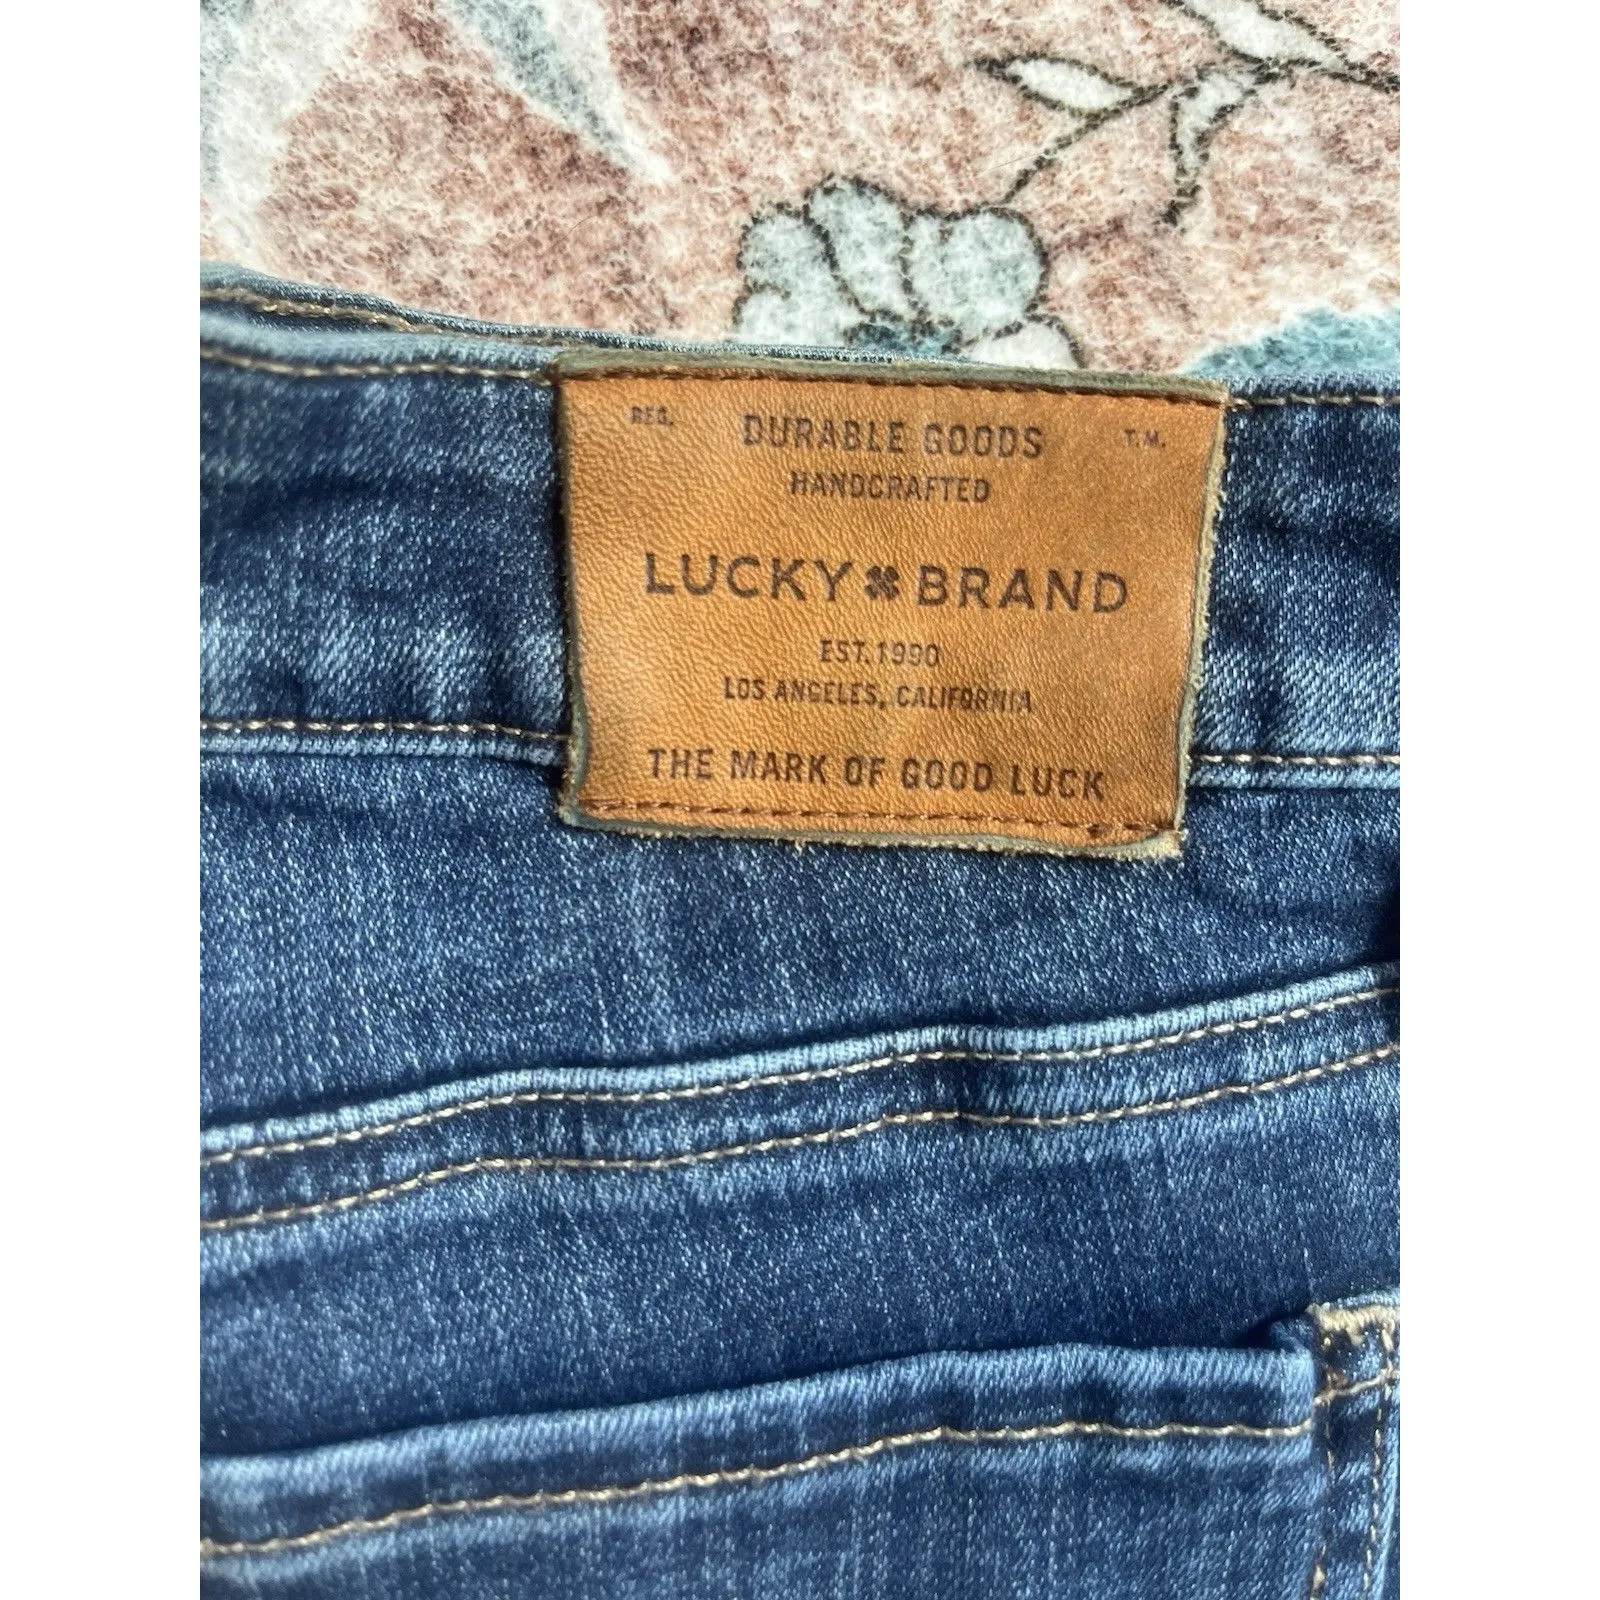 REG. DURABLE GOODS T.M.
HANDCRAFTED
LUCKY BRAND
EST. 1990
LOS ANGELES, CALIFORNIA
THE MARK OF GOOD LUCK